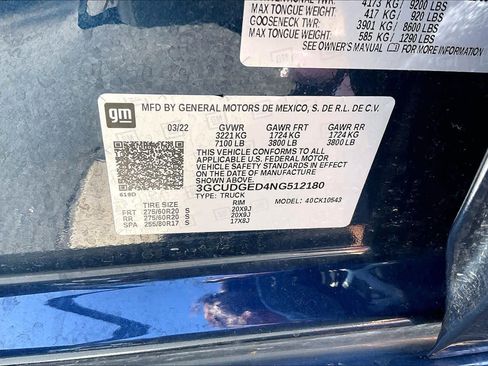 4173 KG / 9200 LBS
MAX TONGUE WEIGHT: 417 KG / 920 LBS
GOOSENECK TWR: 3901 KG / 8600 LBS
MAX TONGUE WEIGHT: 585 KG / 1290 LBS
SEE OWNER'S MANUAL FOR MORE INFORMATION
gm
MFD BY GENERAL MOTORS DE MEXICO, S. DE R.L. DE C.V.
03/22 GVWR GAWR FRT GAWR RR
3221 KG 1724 KG 1724 KG
7100 LB 3800 LB 3800 LB
THIS VEHICLE CONFORMS TO ALL APPLICABLE
U.S. FEDERAL MOTOR VEHICLE
SAFETY STANDARDS IN EFFECT ON THE DATE OF
MANUFACTURE SHOWN ABOVE.
3GCUDGED4NG512180
TYPE: TRUCK
MODEL: 40CK10543
TIRE SIZE RIM
FRT 275/60R20 S 20X9J
RR 275/60R20 S 20X9J
SPA 255/80R17 S 17X8J